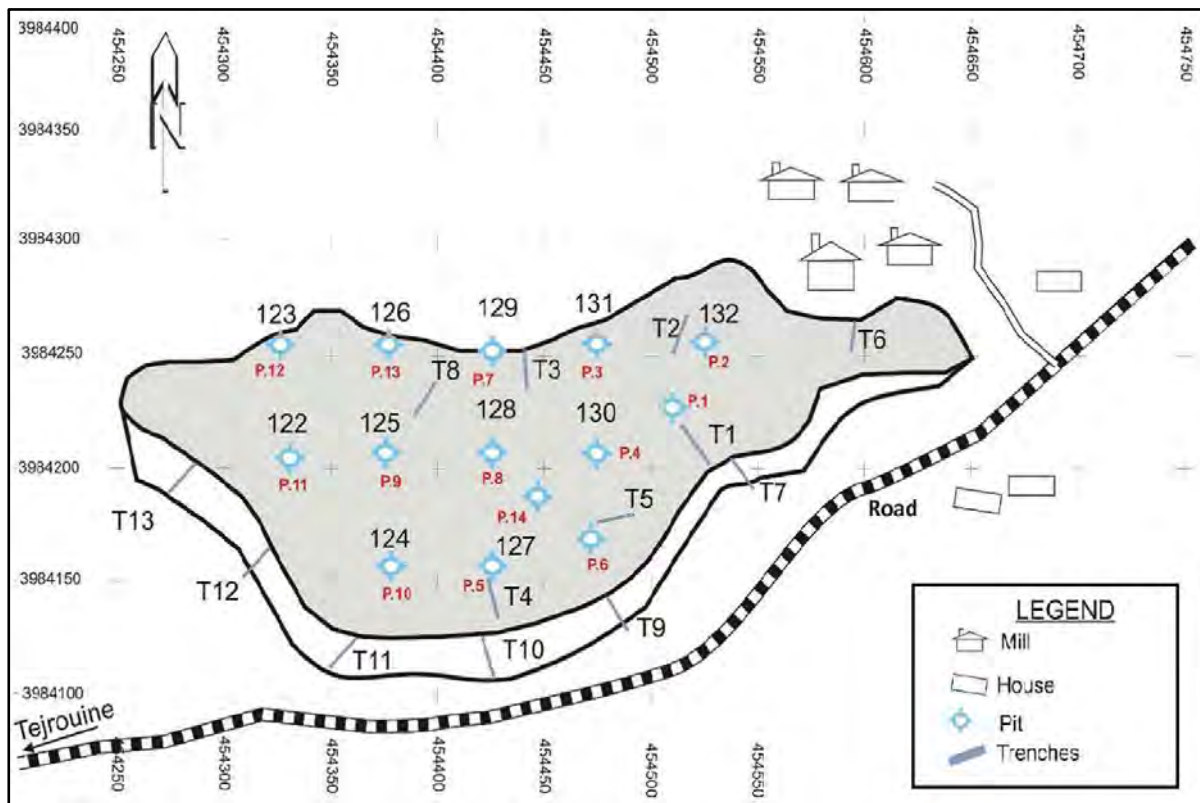 3984400
454250
454300
454350
454400
454450
454500
454550
454600
454650
454700
454750
3984350
3984300
123
126
129
131
T2
132
T6
3984250
P.12
P.13
T8
P.7
T3
P.3
P.2
P.1
122
125
128
130
T1
P.4
3984200
P.11
P.9
P.8
T7
T13
P.14
T5
Road
124
127
P.6
3984150
T12
P.10
P.5
T4
T9
T11
T10
3984100
Tejrouine
454250
454300
454350
454400
454450
454500
454550
LEGEND
Mill
House
Pit
Trenches